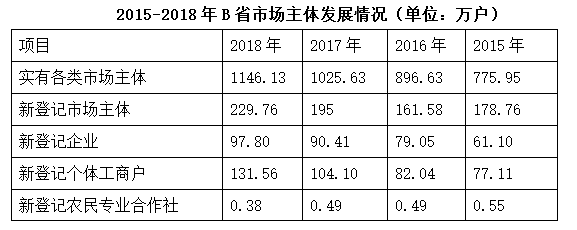 2015-2018 年 B 省市场主体发展情况（单位：万户）
项目 2018 年 2017 年 2016 年 2015 年
实有各类市场主体 1146.13 1025.63 896.63 775.95
新登记市场主体 229.76 195 161.58 178.76
新登记企业 97.80 90.41 79.05 61.10
新登记个体工商户 131.56 104.10 82.04 77.11
新登记农民专业合作社 0.38 0.49 0.49 0.55